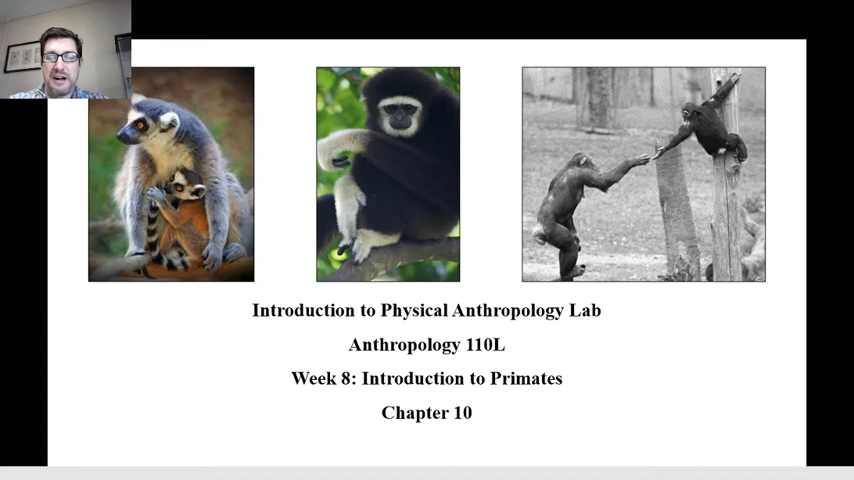 Introduction to Physical Anthropology Lab
Anthropology 110L
Week 8: Introduction to Primates
Chapter 10